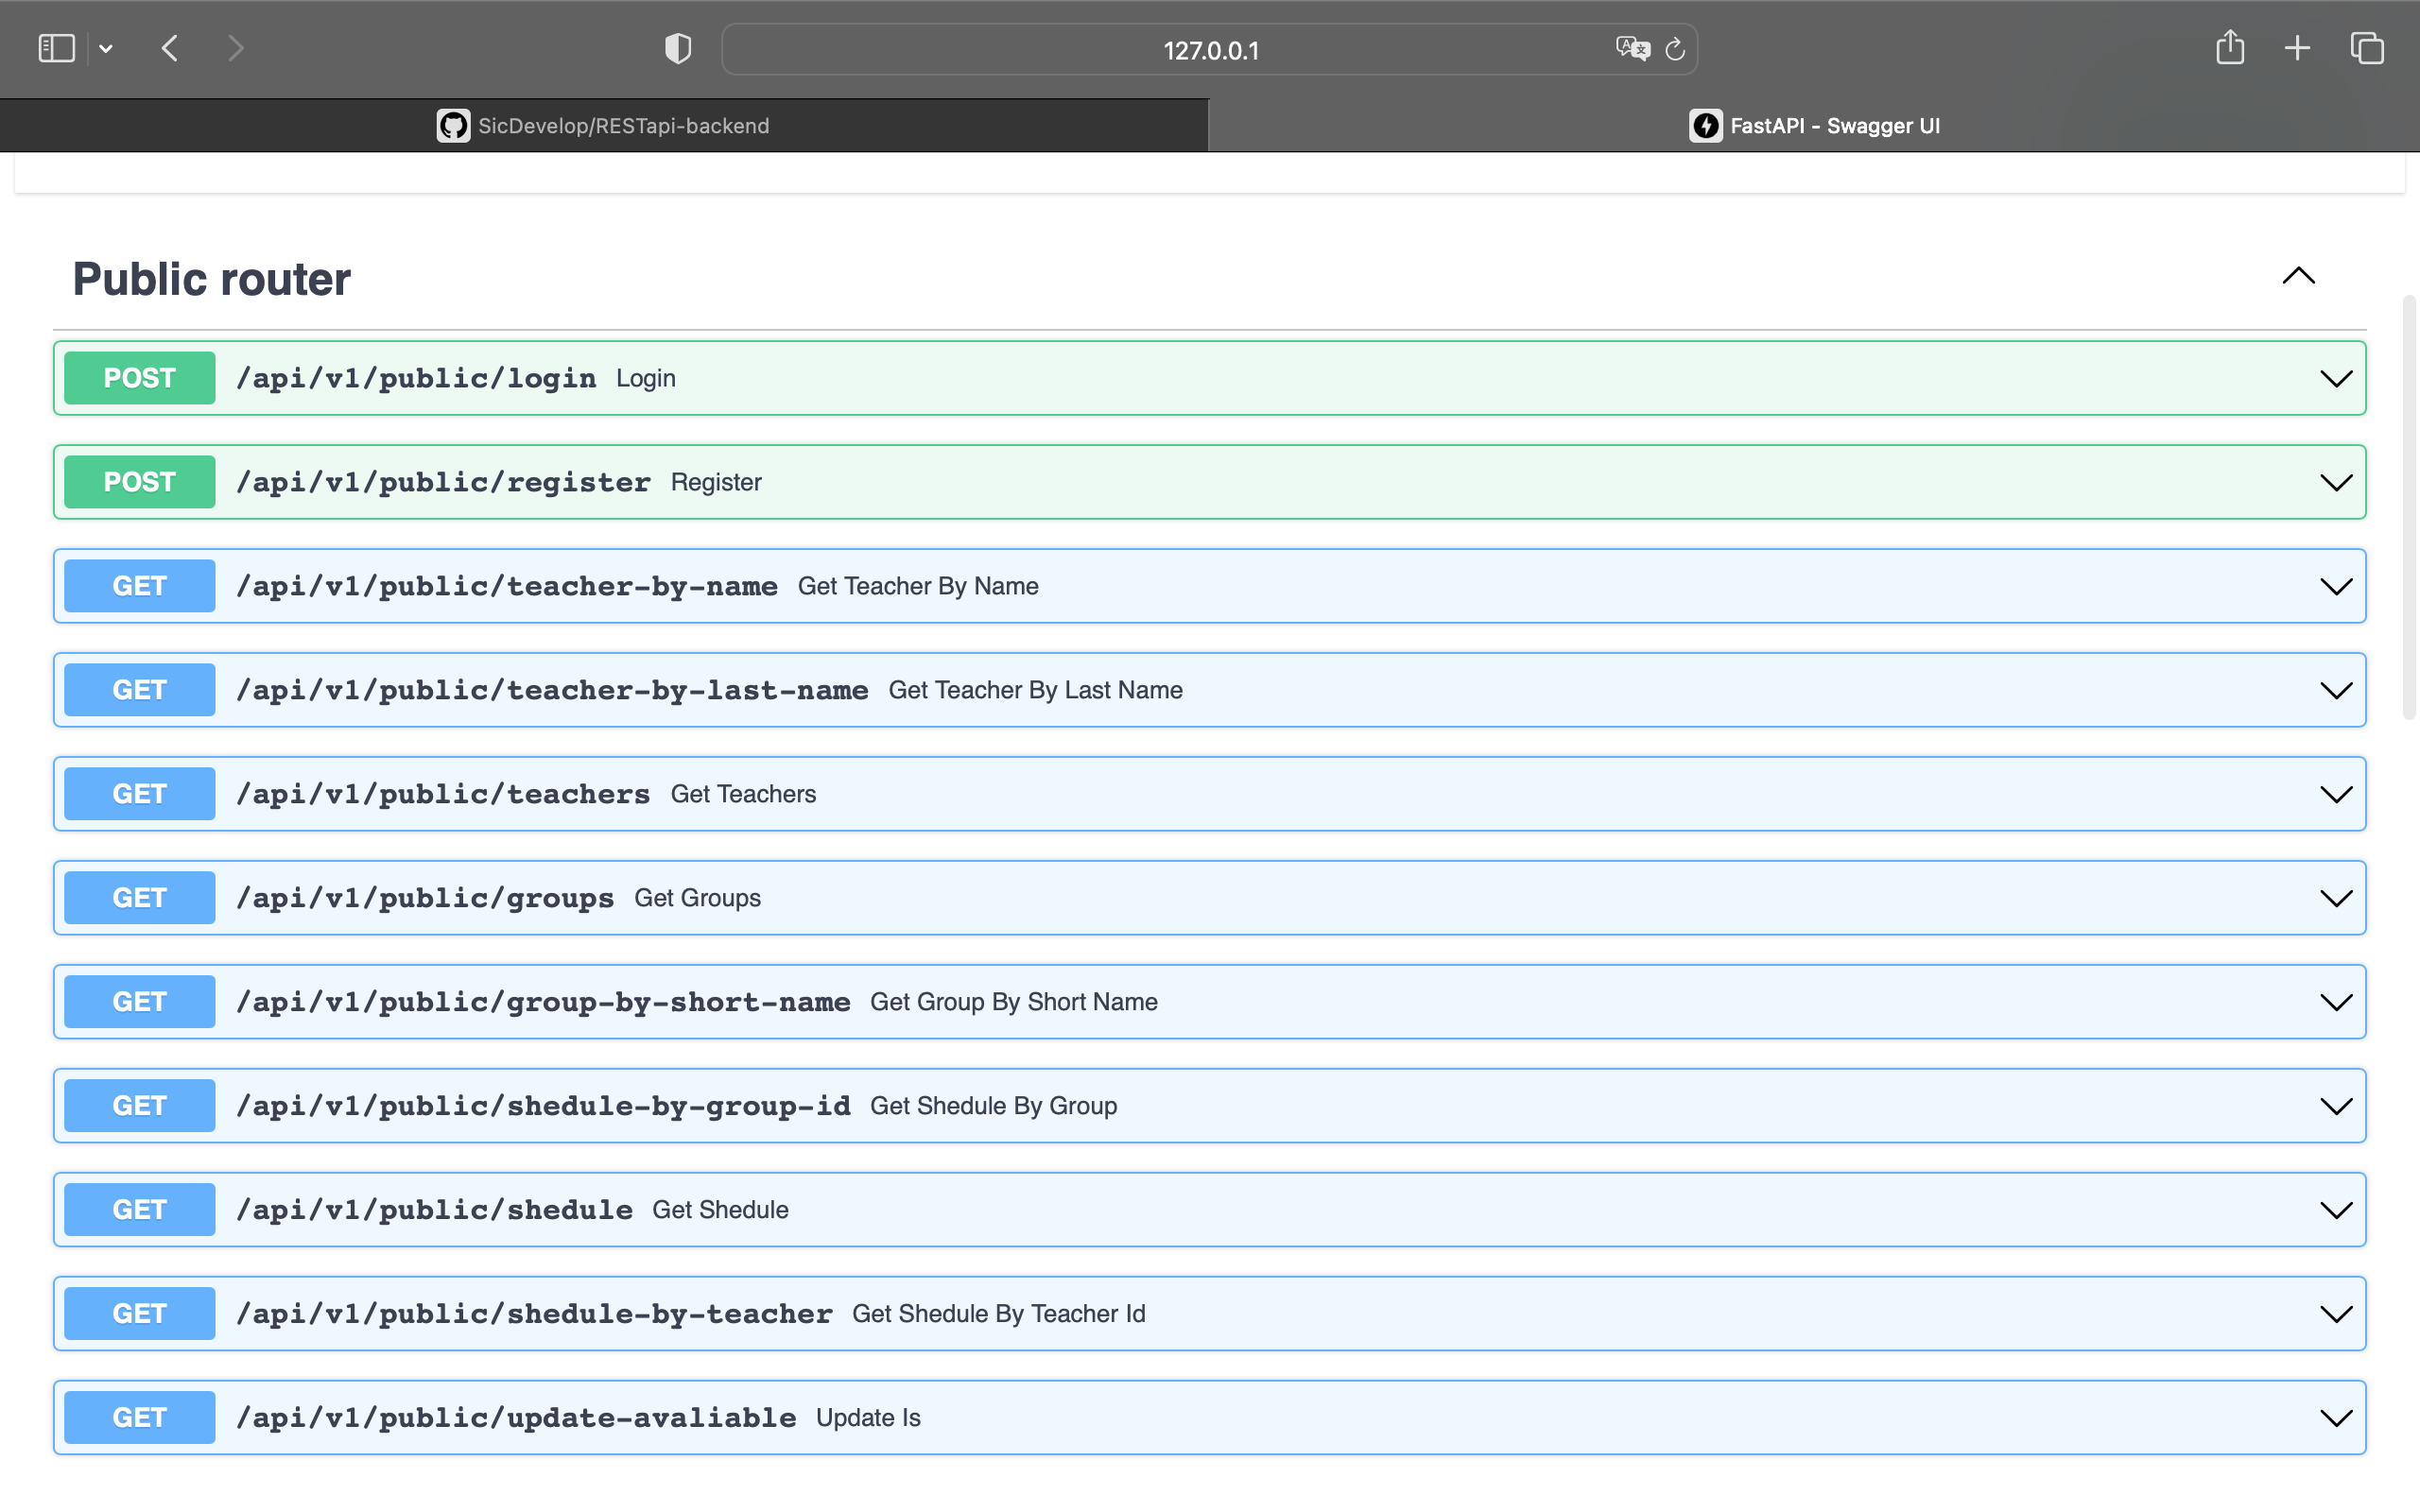 127.0.0.1
SicDevelop/RESTapi-backend
FastAPI - Swagger UI
Public router
POST /api/v1/public/login Login
POST /api/v1/public/register Register
GET /api/v1/public/teacher-by-name Get Teacher By Name
GET /api/v1/public/teacher-by-last-name Get Teacher By Last Name
GET /api/v1/public/teachers Get Teachers
GET /api/v1/public/groups Get Groups
GET /api/v1/public/group-by-short-name Get Group By Short Name
GET /api/v1/public/shedule-by-group-id Get Shedule By Group
GET /api/v1/public/shedule Get Shedule
GET /api/v1/public/shedule-by-teacher Get Shedule By Teacher Id
GET /api/v1/public/update-avaliable Update Is